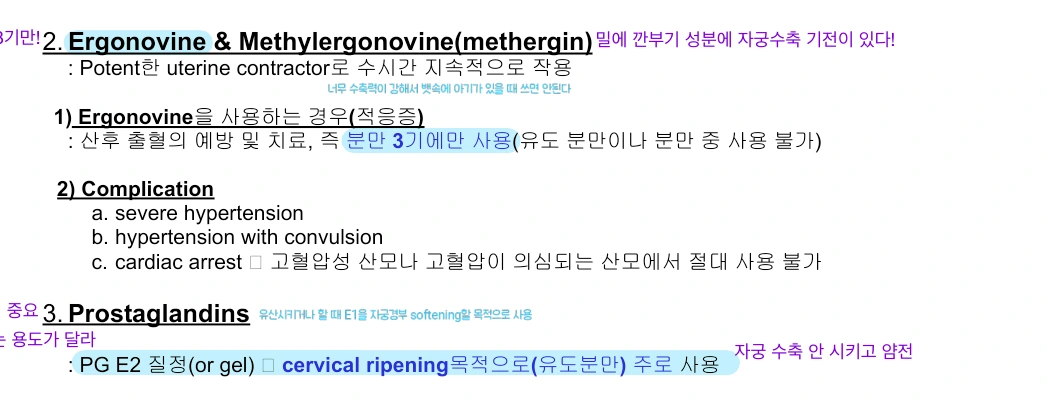 3기만! 2. Ergonovine & Methylergonovine(methergin) 밀에 깐부기 성분에 자궁수축 기전이 있다!
: Potent한 uterine contractor로 수시간 지속적으로 작용
너무 수축력이 강해서 뱃속에 아기가 있을 때 쓰면 안된다
1) Ergonovine을 사용하는 경우(적응증)
: 산후 출혈의 예방 및 치료, 즉 분만 3기에만 사용(유도 분만이나 분만 중 사용 불가)
2) Complication
a. severe hypertension
b. hypertension with convulsion
c. cardiac arrest □ 고혈압성 산모나 고혈압이 의심되는 산모에서 절대 사용 불가
중요 3. Prostaglandins 유산시키거나 할 때 E1을 자궁경부 softening할 목적으로 사용
는 용도가 달라
: PG E2 질정(or gel) □ cervical ripening목적으로(유도분만) 주로 사용 자궁 수축 안 시키고 얌전